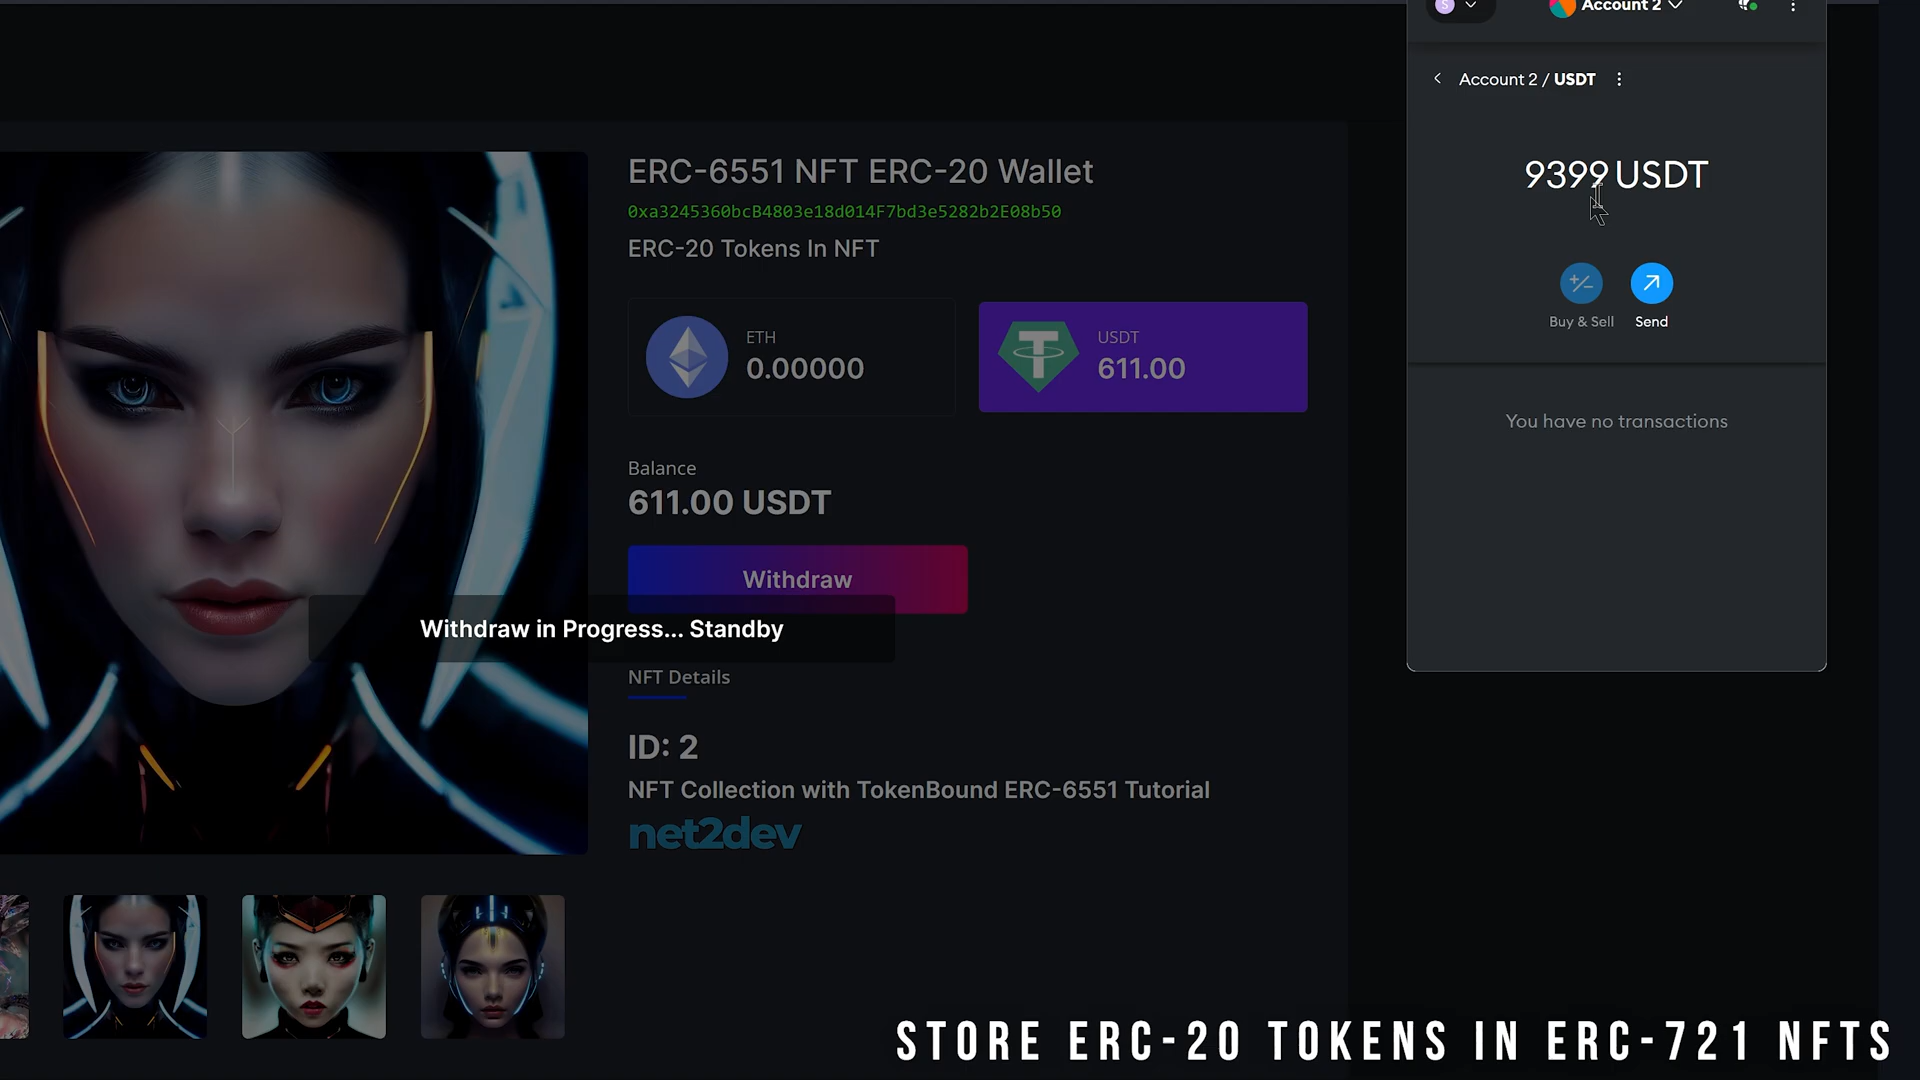 S
Account 2
Account 2 / USDT
9399 USDT
Buy & Sell
Send
You have no transactions
ERC-6551 NFT ERC-20 Wallet
0xa3245360bcB4803e18d014F7bd3e5282b2E08b50
ERC-20 Tokens In NFT
ETH
0.00000
USDT
611.00
Balance
611.00 USDT
Withdraw
Withdraw in Progress... Standby
NFT Details
ID: 2
NFT Collection with TokenBound ERC-6551 Tutorial
net2dev
STORE ERC-20 TOKENS IN ERC-721 NFTS